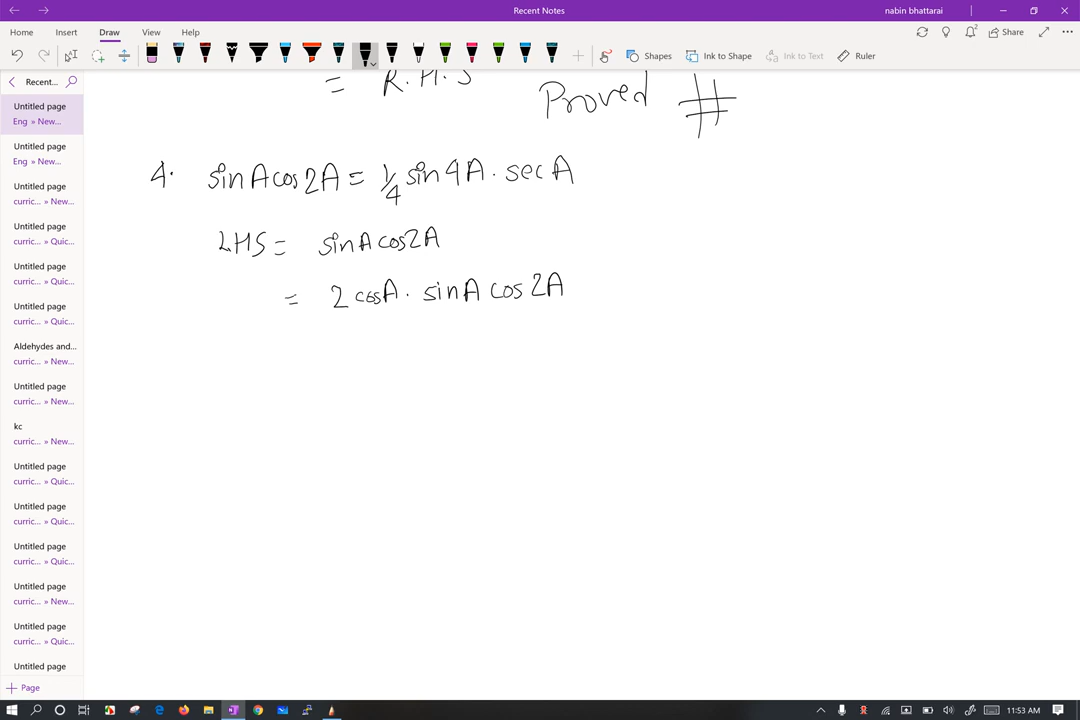 Recent Notes
nabin bhattarai
Home Insert Draw View Help
Share
Shapes Ink to Shape Ink to Text Ruler
Recent...
Untitled page
Eng » New...
Untitled page
Eng » New...
Untitled page
curric... » New...
Untitled page
curric... » Quic...
Untitled page
curric... » Quic...
Untitled page
curric... » Quic...
Aldehydes and...
curric... » New...
Untitled page
curric... » New...
kc
curric... » New...
Untitled page
curric... » Quic...
Untitled page
curric... » Quic...
Untitled page
curric... » Quic...
Untitled page
curric... » New...
Untitled page
curric... » Quic...
Untitled page
+ Page
= R.H.S
Proved #
4. sinAcos2A = 1/4 sin4A · secA
LHS = sinAcos2A
= 2cosA · sinA cos2A
11:53 AM